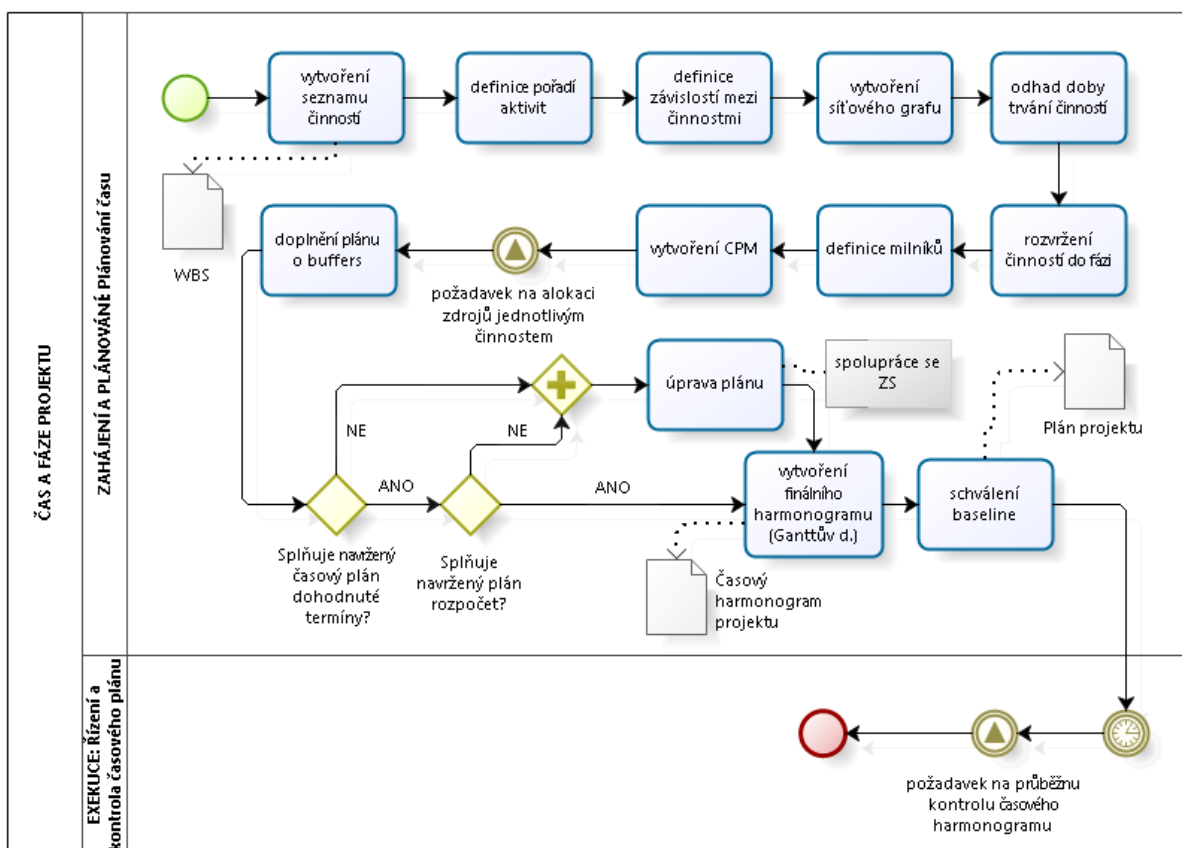 ČAS A FÁZE PROJEKTU
ZAHÁJENÍ A PLÁNOVÁNÍ: Plánování času
vytvoření
seznamu
činností
definice pořadí
aktivit
definice
závislostí mezi
činnostmi
vytvoření
síťového grafu
odhad doby
trvání činností
WBS
doplnění plánu
o buffers
požadavek na alokaci
zdrojů jednotlivým
činnostem
vytvoření CPM
definice milníků
rozvržení
činností do fázi
NE
NE
úprava plánu
spolupráce se
ZS
Plán projektu
ANO
ANO
Splňuje navržený
časový plán
dohodnuté
termíny?
Splňuje
navržený plán
rozpočet?
vytvoření
finálního
harmonogramu
(Ganttův d.)
schválení
baseline
Časový
harmonogram
projektu
EXEKUCE: Řízení a
kontrola časového plánu
požadavek na průběžnu
kontrolu časového
harmonogramu